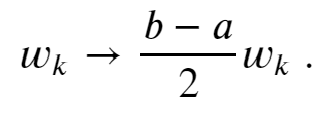 w_k → \frac{b − a}{2} w_k .